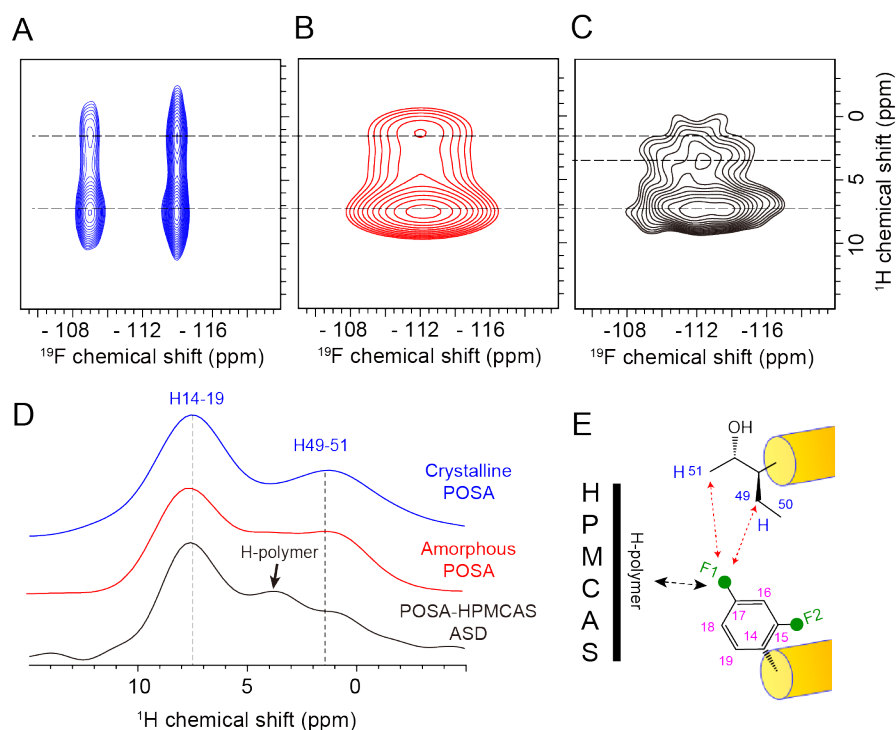 A
B
C
0
5
10
¹H chemical shift (ppm)
- 108 - 112 - 116
- 108 - 112 - 116
-108 -112 -116
¹⁹F chemical shift (ppm)
¹⁹F chemical shift (ppm)
¹⁹F chemical shift (ppm)
D
H14-19
H49-51
Crystalline
POSA
Amorphous
POSA
H-polymer
POSA-HPMCAS
ASD
10 5 0
¹H chemical shift (ppm)
E
HPMCAS
H-polymer
OH
H 51
49
50
H
F1
16
17
18
F2
15
14
19